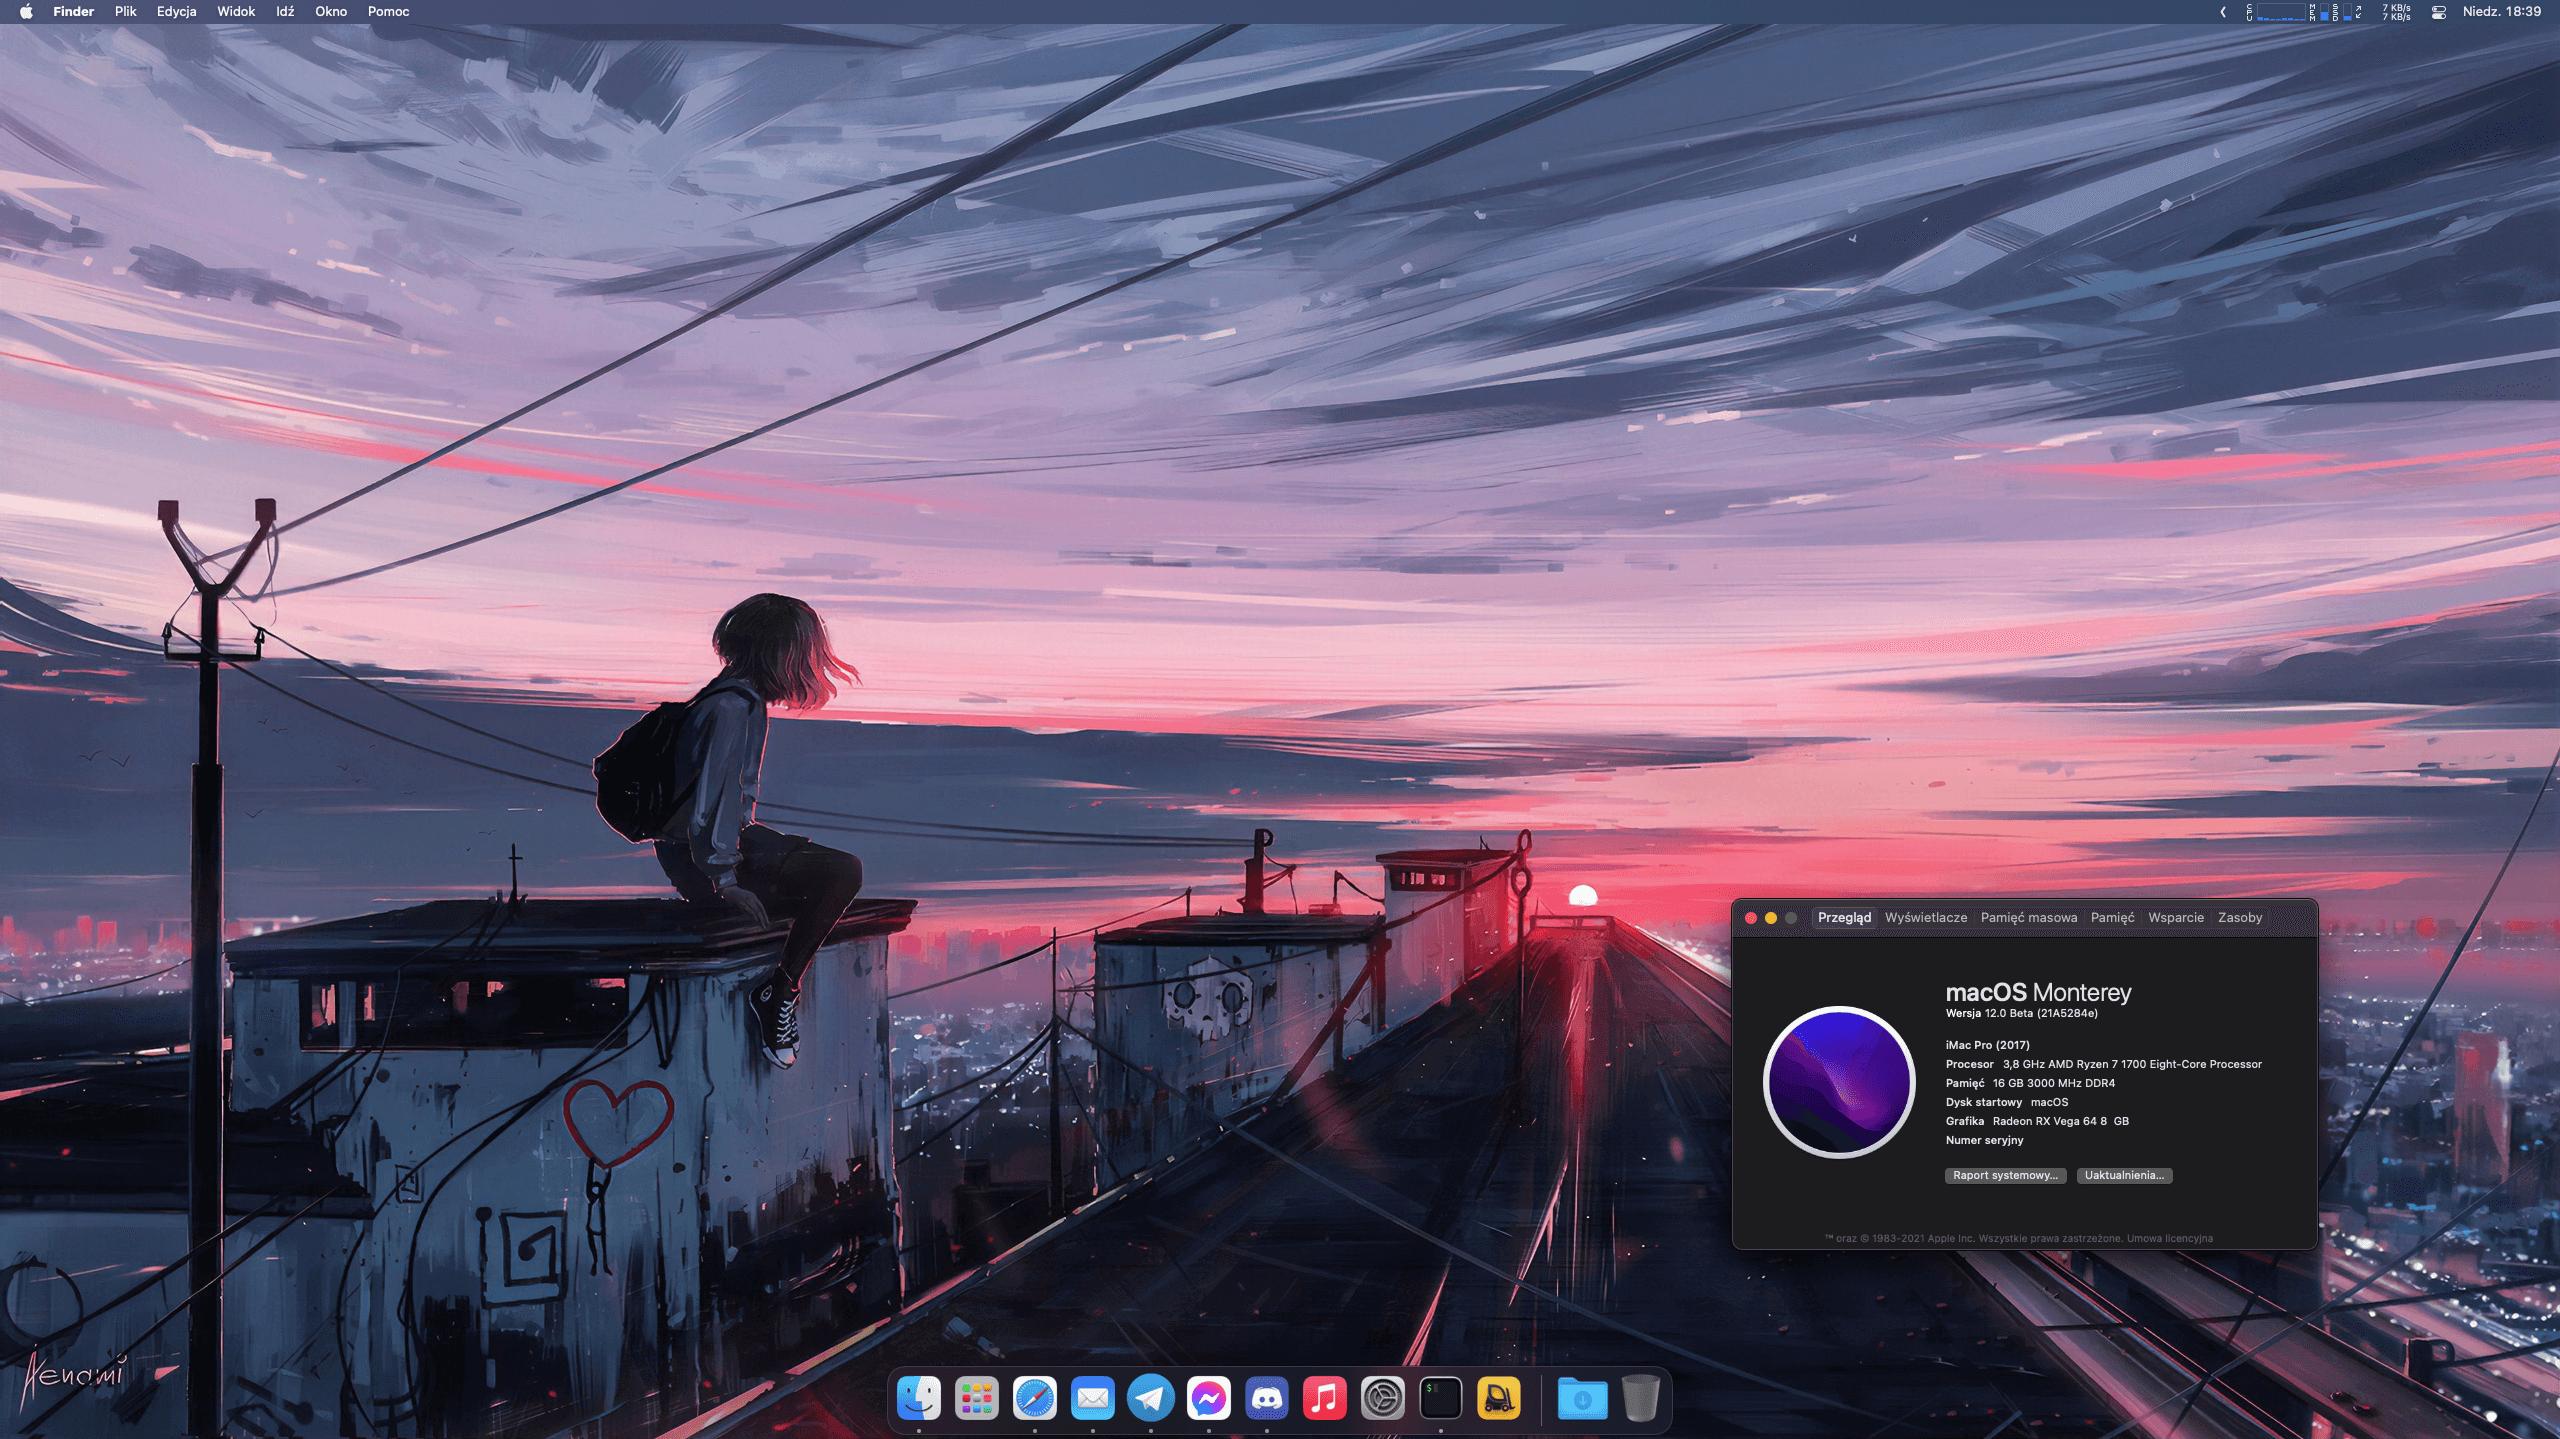 Finder Plik Edycja Widok Idź Okno Pomoc
CPU MEM SSD 7 KB/s Niedz. 18:39
7 KB/s
Przegląd Wyświetlacze Pamięć masowa Pamięć Wsparcie Zasoby
macOS Monterey
Wersja 12.0 Beta (21A5284e)
iMac Pro (2017)
Procesor 3,8 GHz AMD Ryzen 7 1700 Eight-Core Processor
Pamięć 16 GB 3000 MHz DDR4
Dysk startowy macOS
Grafika Radeon RX Vega 64 8 GB
Numer seryjny
Raport systemowy... Uaktualnienia...
™ oraz © 1983-2021 Apple Inc. Wszystkie prawa zastrzeżone. Umowa licencyjna
Aenami
$